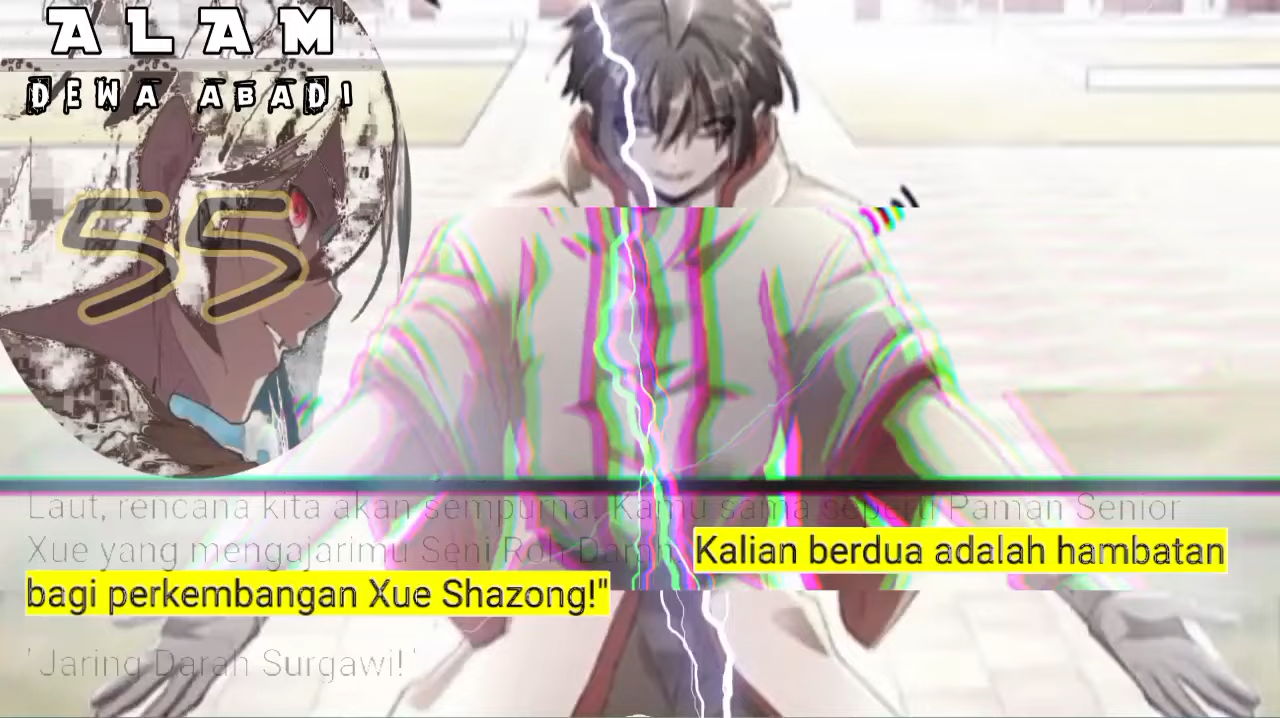 ALAM
DEWA ABADI
55
Laut, rencana kita akan sempurna. Kamu sama seperti Paman Senior
Xue yang mengajarimu Seni Roh Darah. Kalian berdua adalah hambatan
bagi perkembangan Xue Shazong!"
'Jaring Darah Surgawi!'